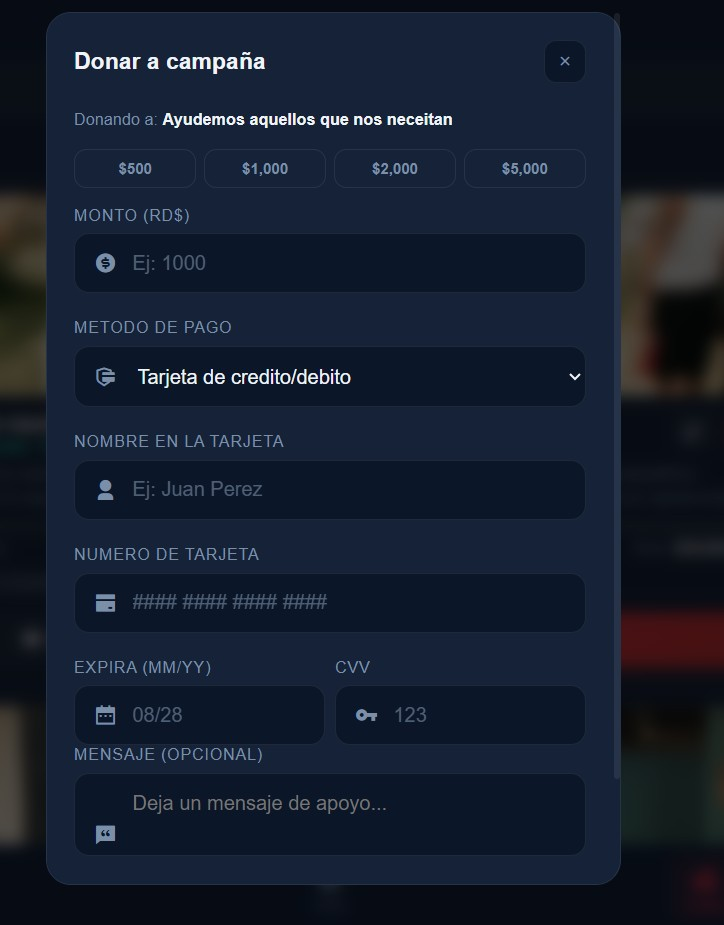 Donar a campaña
×
Donando a: Ayudemos aquellos que nos neceitan
$500 $1,000 $2,000 $5,000
MONTO (RD$)
Ej: 1000
METODO DE PAGO
Tarjeta de credito/debito
NOMBRE EN LA TARJETA
Ej: Juan Perez
NUMERO DE TARJETA
#### #### #### ####
EXPIRA (MM/YY) CVV
08/28 123
MENSAJE (OPCIONAL)
Deja un mensaje de apoyo...